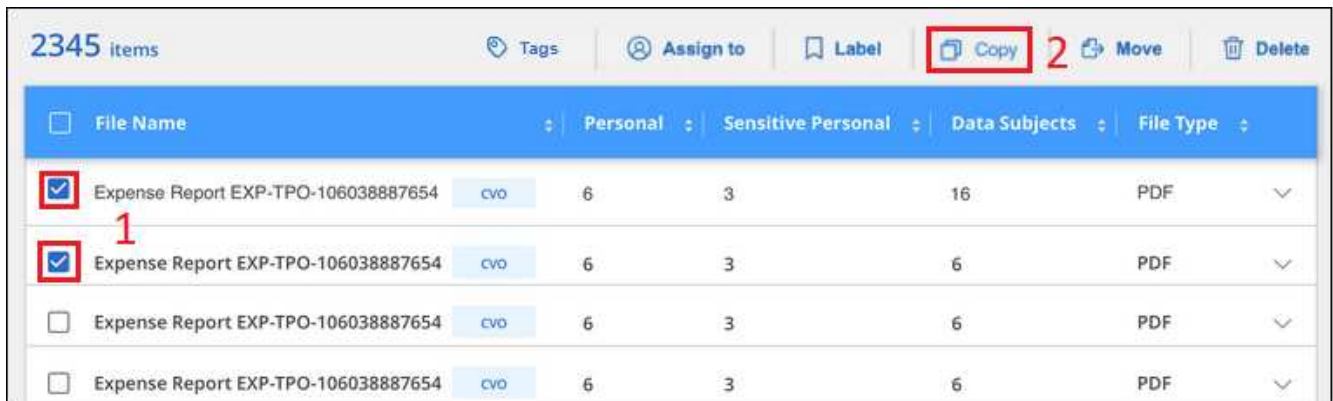 2345 items Tags Assign to Label Copy 2 Move Delete
File Name Personal Sensitive Personal Data Subjects File Type
Expense Report EXP-TPO-106038887654 CVO 6 3 16 PDF
1
Expense Report EXP-TPO-106038887654 CVO 6 3 6 PDF
Expense Report EXP-TPO-106038887654 CVO 6 3 6 PDF
Expense Report EXP-TPO-106038887654 CVO 6 3 6 PDF